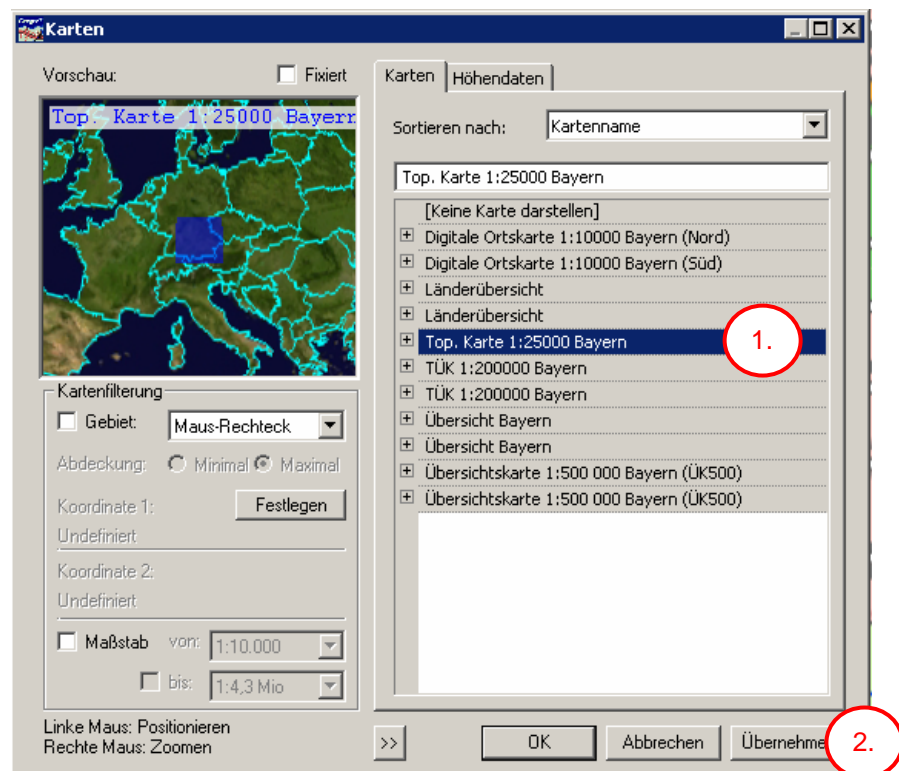 Karten
Vorschau:
Fixiert
Top. Karte 1:25000 Bayern
Kartenfilterung
Gebiet:
Maus-Rechteck
Abdeckung:
Minimal
Maximal
Koordinate 1:
Festlegen
Undefiniert
Koordinate 2:
Undefiniert
Maßstab
von:
1:10.000
bis:
1:4,3 Mio
Linke Maus: Positionieren
Rechte Maus: Zoomen
Karten
Höhendaten
Sortieren nach:
Kartenname
Top. Karte 1:25000 Bayern
[Keine Karte darstellen]
Digitale Ortskarte 1:10000 Bayern (Nord)
Digitale Ortskarte 1:10000 Bayern (Süd)
Länderübersicht
Länderübersicht
Top. Karte 1:25000 Bayern
1.
TÜK 1:200000 Bayern
TÜK 1:200000 Bayern
Übersicht Bayern
Übersicht Bayern
Übersichtskarte 1:500 000 Bayern (ÜK500)
Übersichtskarte 1:500 000 Bayern (ÜK500)
>>
OK
Abbrechen
Übernehme
2.